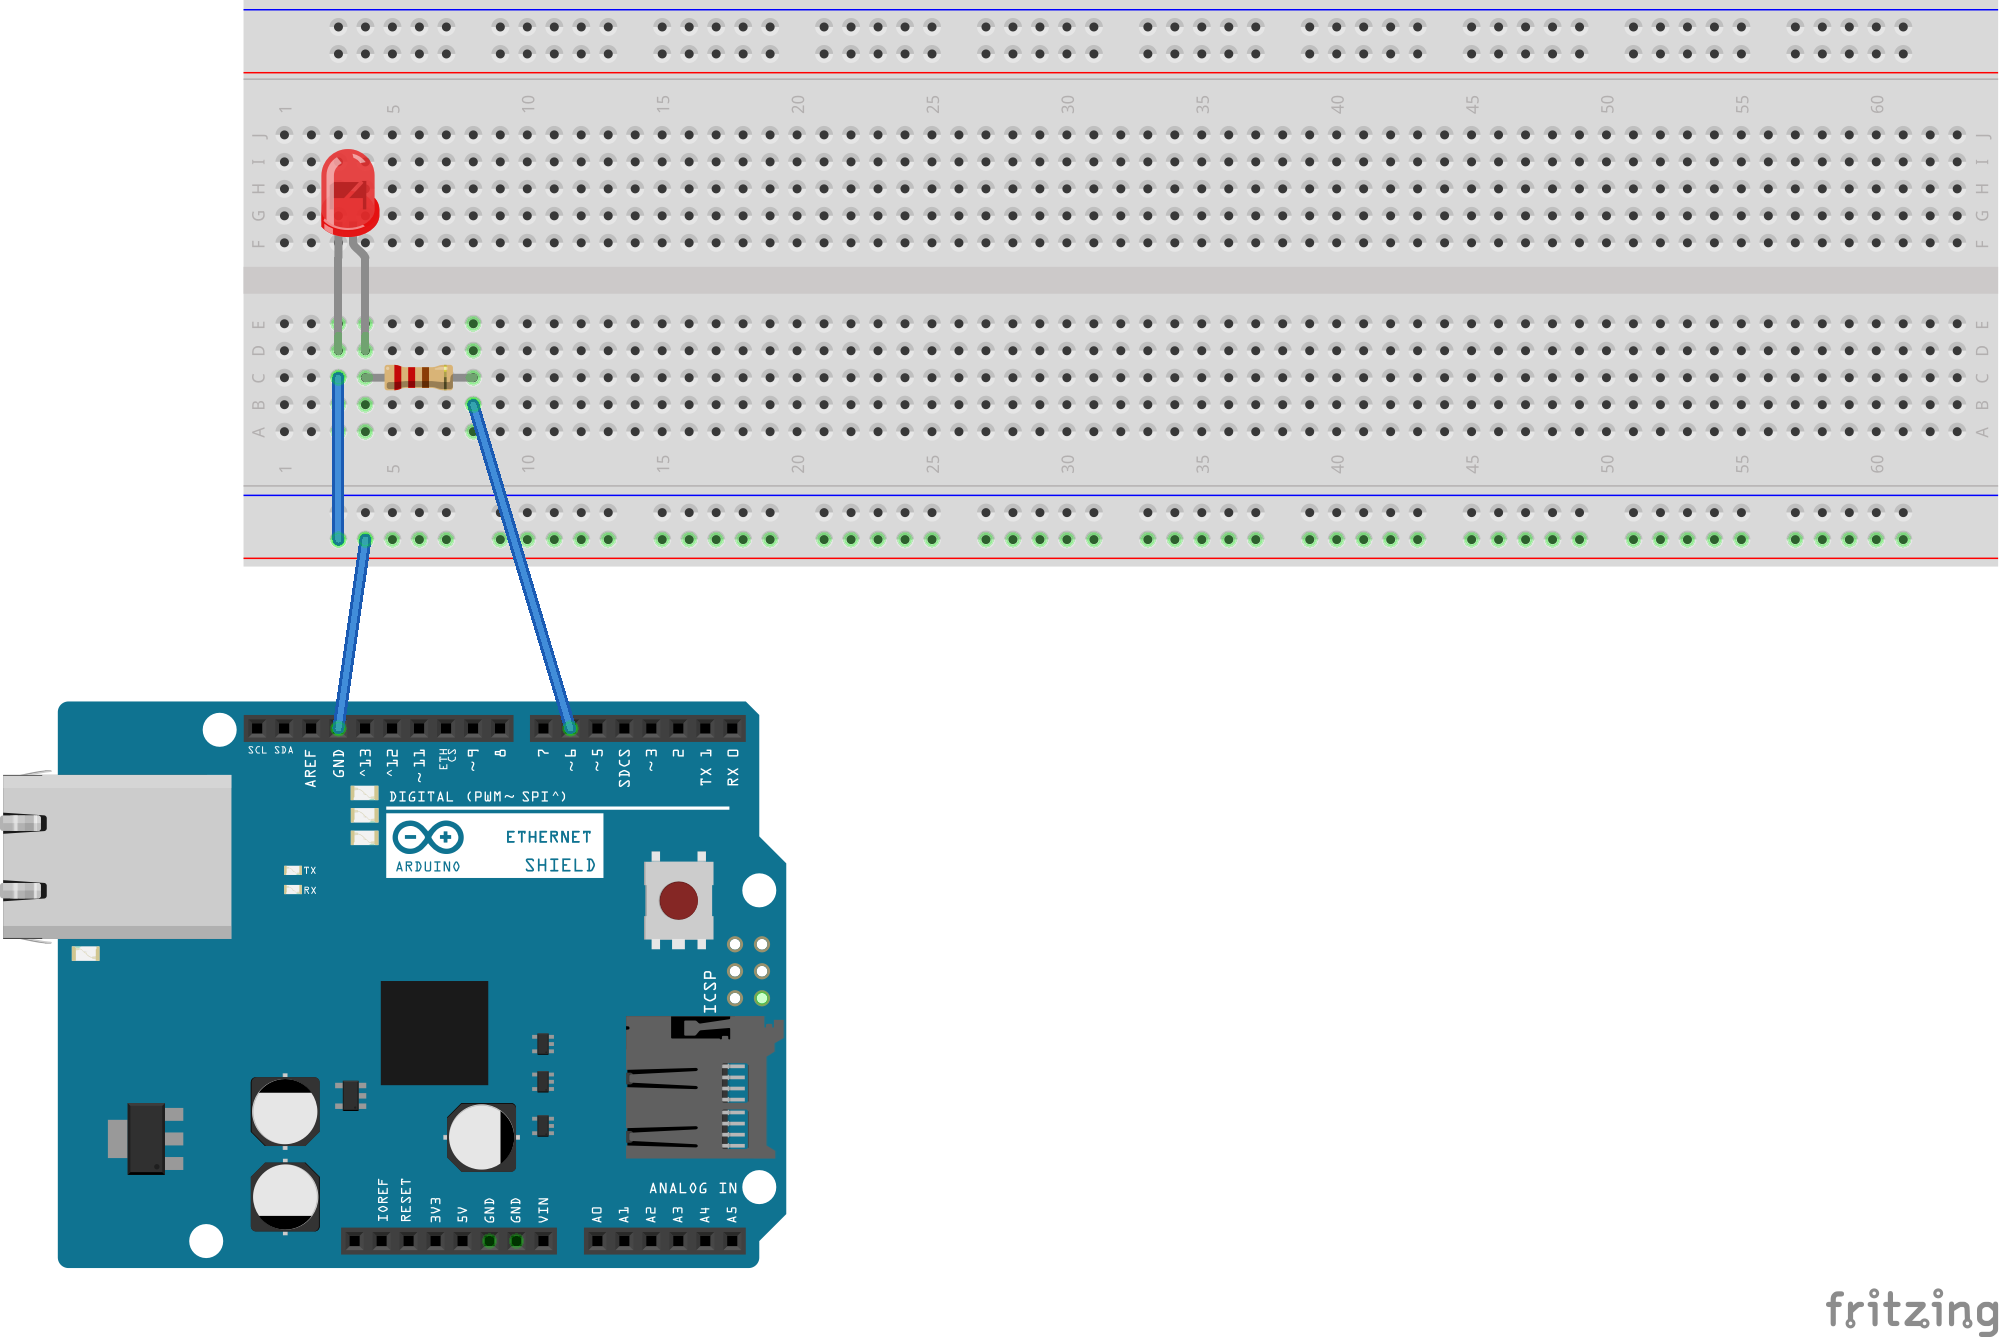 1 5 10 15 20 25 30 35 40 45 50 55 60
J J
I I
H H
G G
F F
E E
D D
C C
B B
A A
1 5 10 15 20 25 30 35 40 45 50 55 60
SCL SDA AREF GND ^13 ^12 ~11 ETH CS ~9 8 7 ~6 ~5 SDCS ~3 2 TX 1 RX 0
DIGITAL (PWM~ SPI^)
ETHERNET
SHIELD
ARDUINO
TX
RX
ICSP
ANALOG IN
IOREF RESET 3V3 5V GND GND VIN A0 A1 A2 A3 A4 A5
fritzing